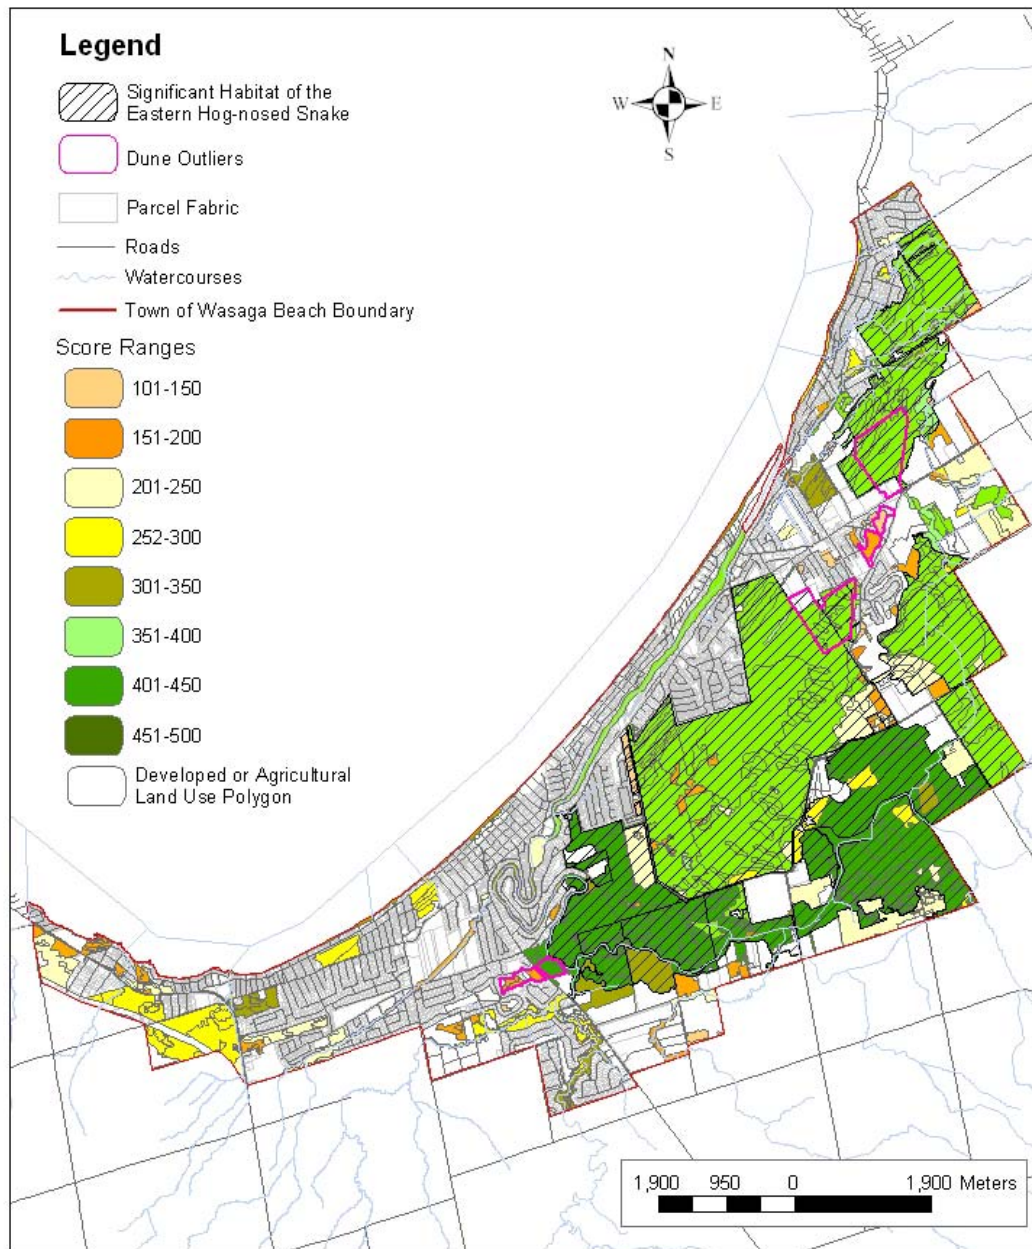 Legend
Significant Habitat of the
Eastern Hog-nosed Snake
Dune Outliers
Parcel Fabric
Roads
Watercourses
Town of Wasaga Beach Boundary
Score Ranges
101-150
151-200
201-250
252-300
301-350
351-400
401-450
451-500
Developed or Agricultural
Land Use Polygon
N
W E
S
1,900 950 0 1,900 Meters